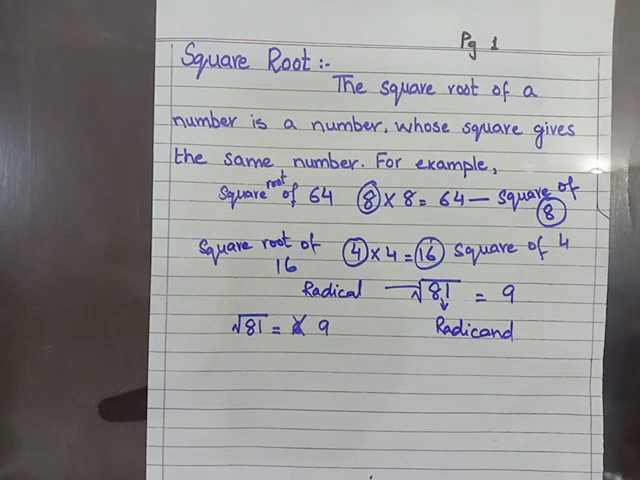 Pg 1
Square Root :-
The square root of a
number is a number, whose square gives
the same number. For example,
Square root of 64 8 × 8 = 64 — Square of 8
Square root of 16 4 × 4 = 16 Square of 4
Radical √81 = 9
√81 = 9 Radicand